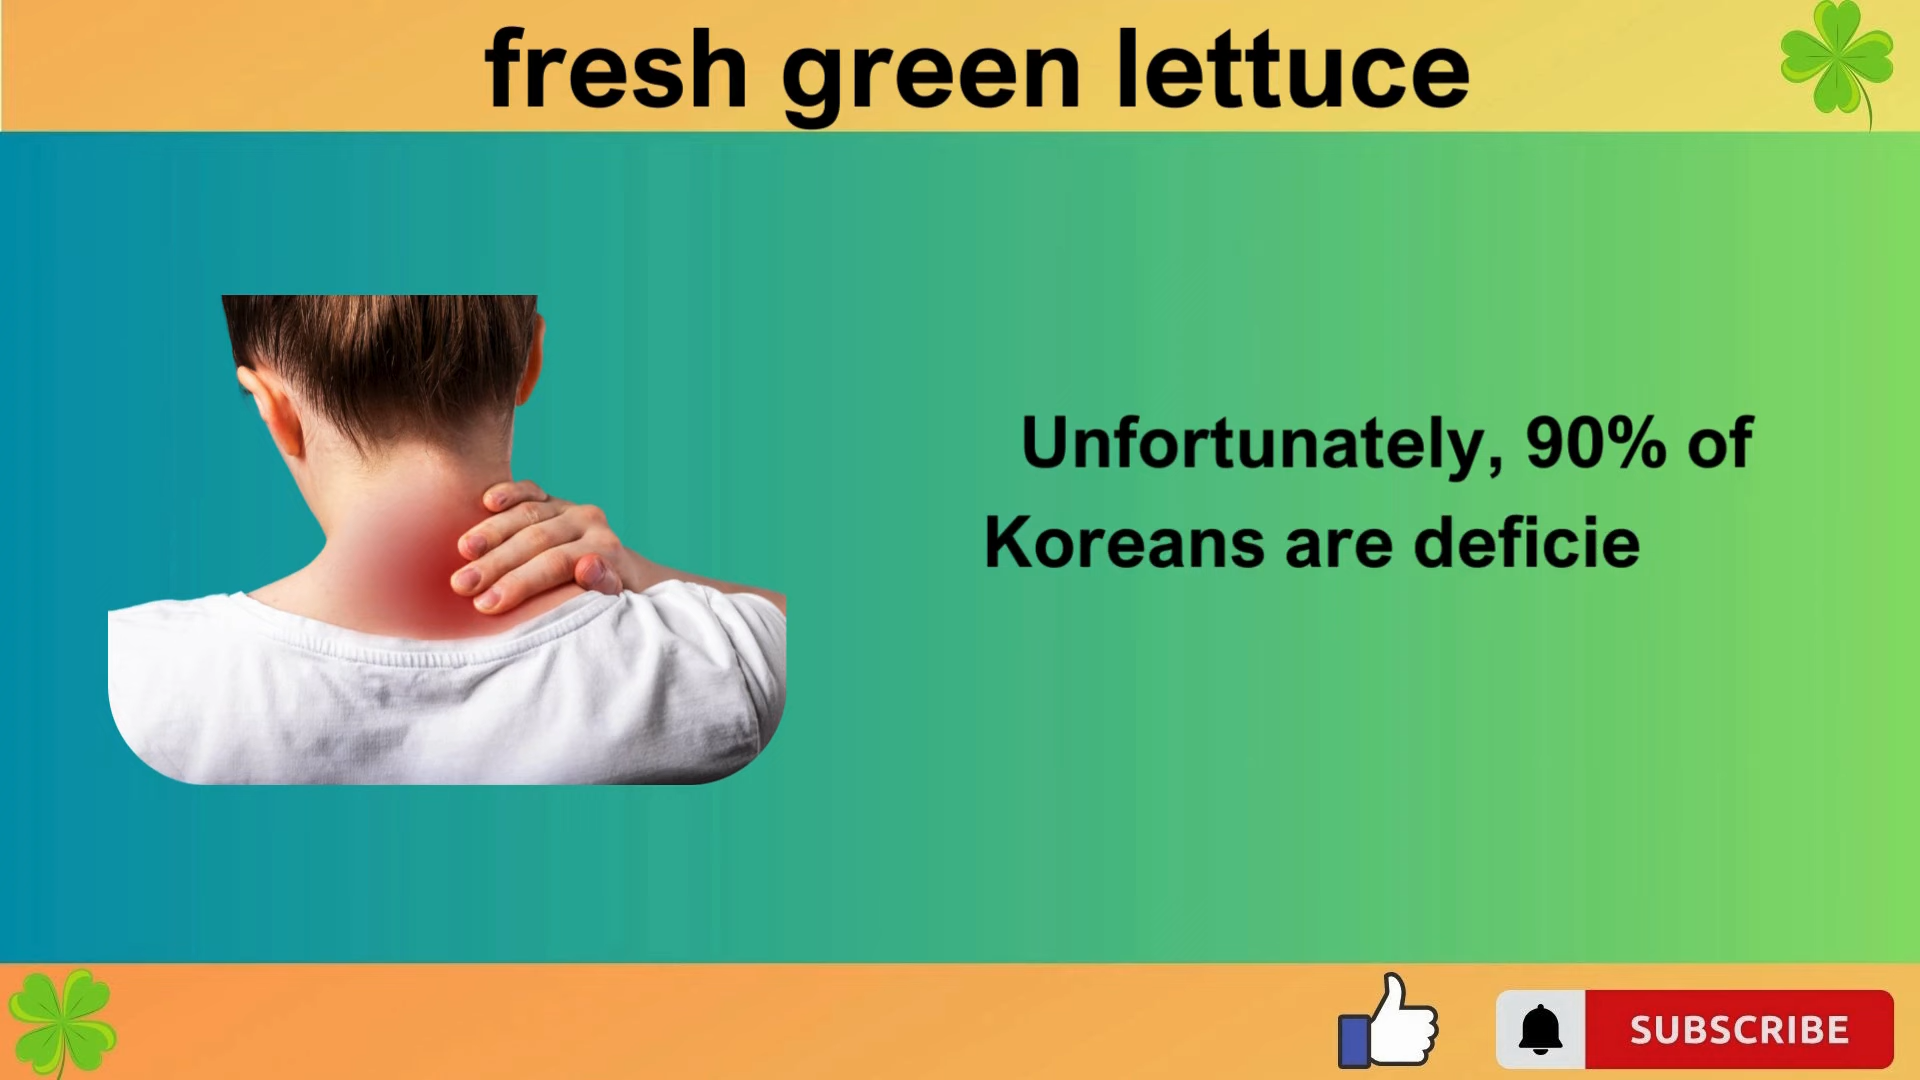 fresh green lettuce
Unfortunately, 90% of
Koreans are deficie
SUBSCRIBE